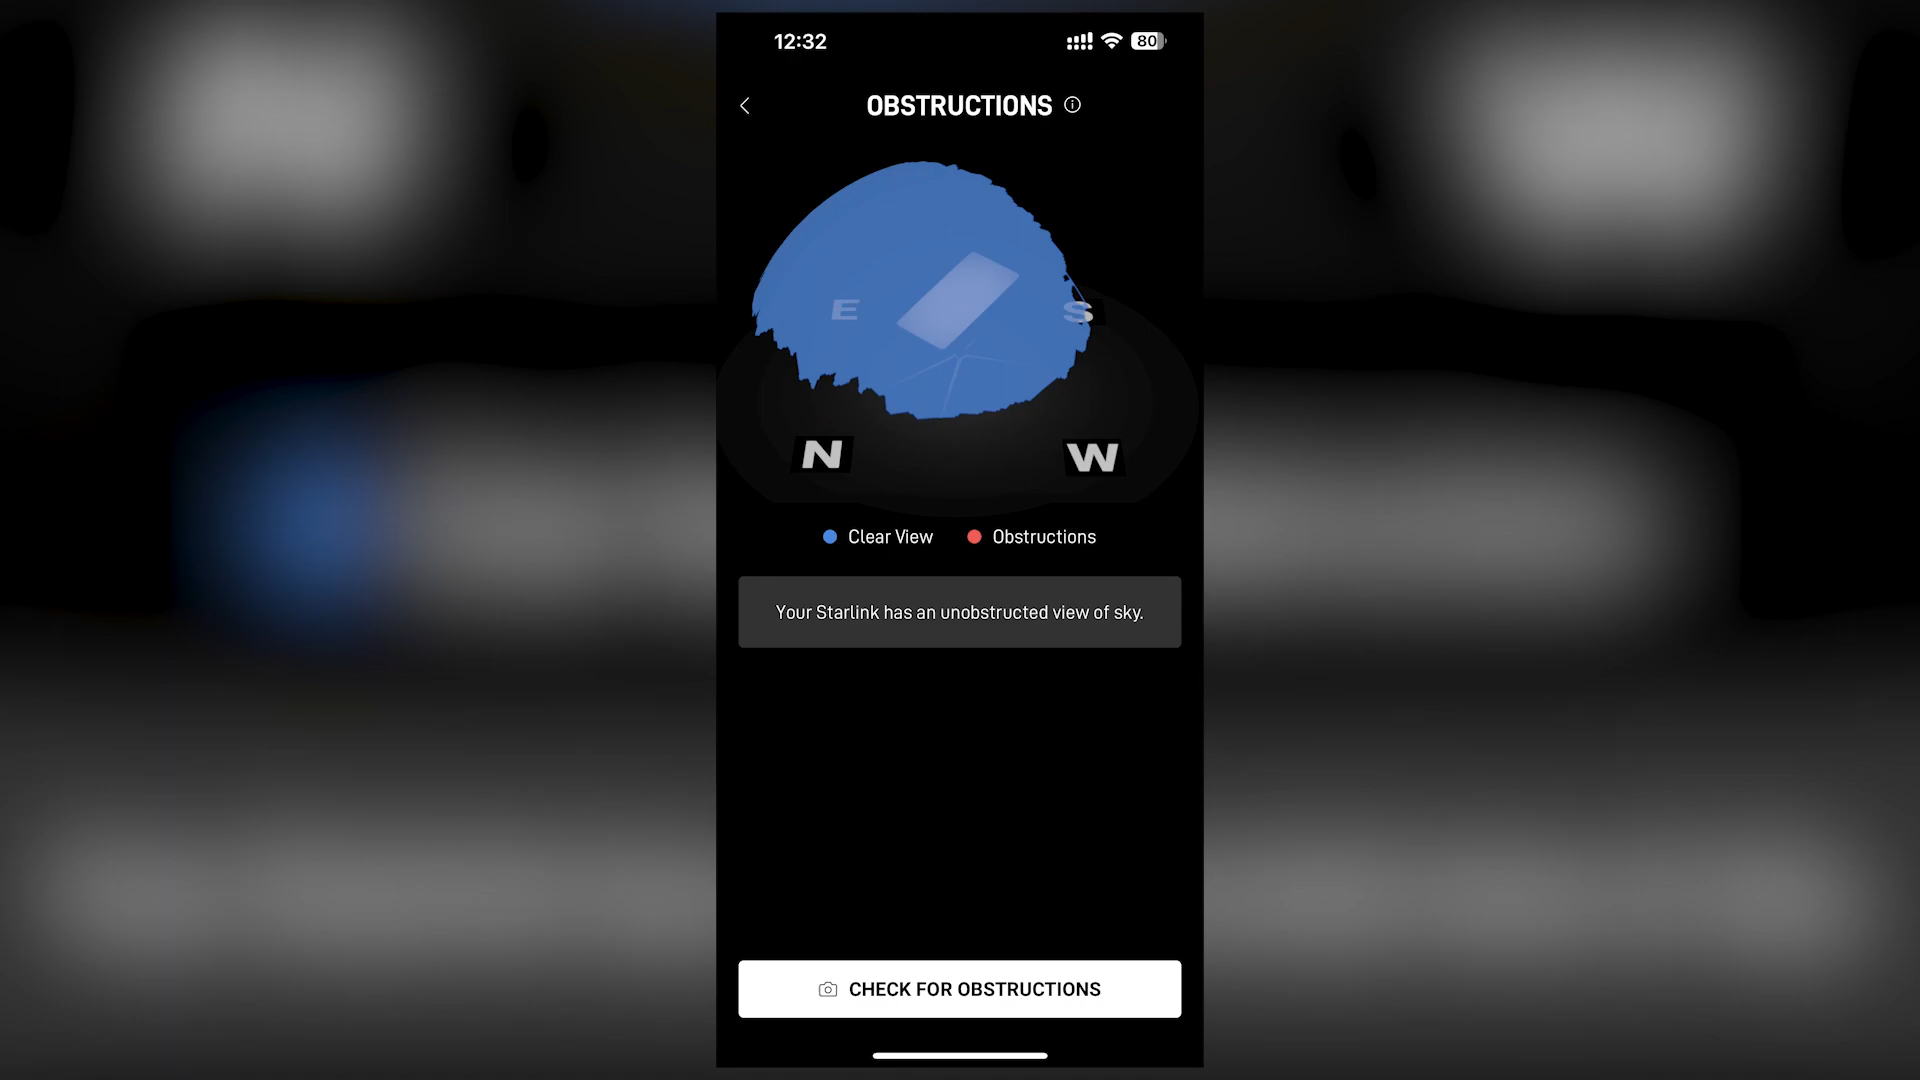 12:32
80
OBSTRUCTIONS
E
S
N
W
Clear View
Obstructions
Your Starlink has an unobstructed view of sky.
CHECK FOR OBSTRUCTIONS